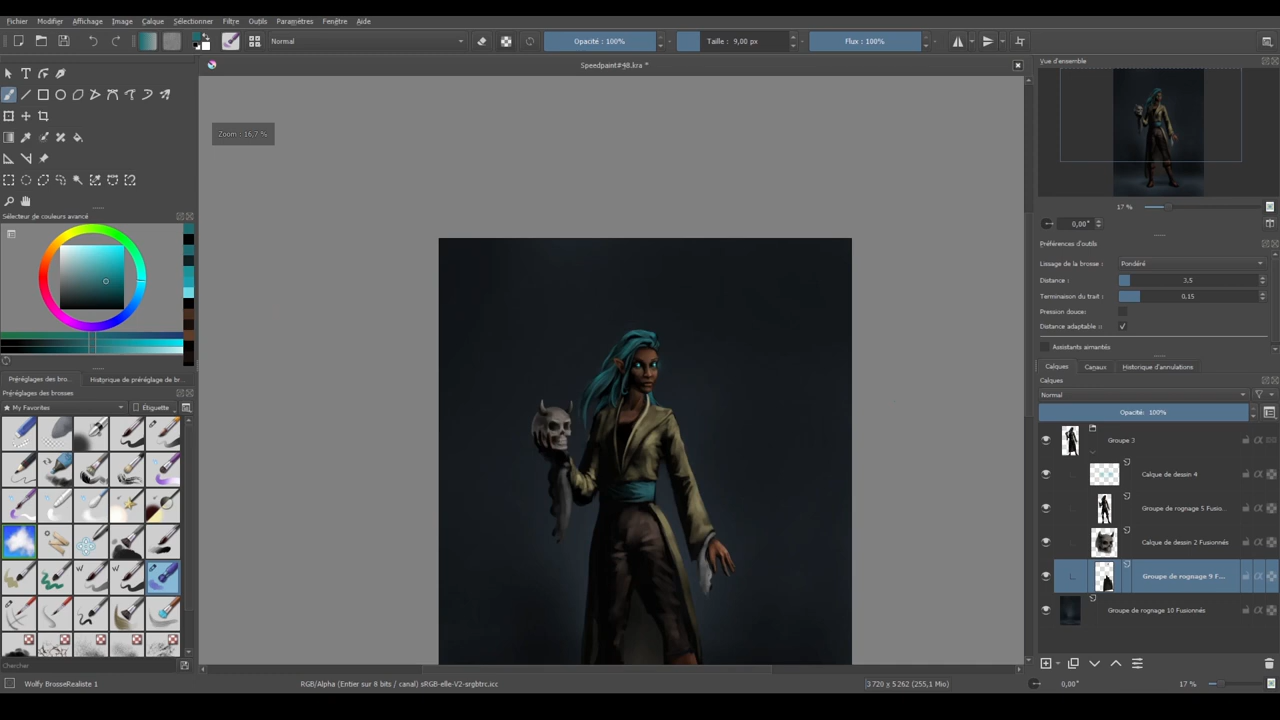 Fichier Modifier Affichage Image Calque Sélectionner Filtre Outils Paramètres Fenêtre Aide
Normal Opacité : 100% Taille : 9,00 px Flux : 100%
Speedpaint#48.kra *
Vue d'ensemble
Zoom : 16,7 %
17 %
0,00°
Sélecteur de couleurs avancé
Préférences d'outils
Lissage de la brosse : Pondéré
Distance : 3,5
Terminaison du trait : 0,15
Pression douce:
Distance adaptable :
Assistants aimantés
Calques Canaux Historique d'annulations
Calques
Normal
Opacité: 100%
Groupe 3
Calque de dessin 4
Groupe de rognage 5 Fusio...
Calque de dessin 2 Fusionnés
Groupe de rognage 9 F...
Groupe de rognage 10 Fusionnés
Préréglages des bro... Historique de préréglage de br...
Préréglages des brosses
My Favorites Étiquette
Chercher
Wolfy BrosseRealiste 1 RGB/Alpha (Entier sur 8 bits / canal) sRGB-elle-V2-srgbtrc.icc 3 720 x 5 262 (255,1 Mio) 0,00° 17 %